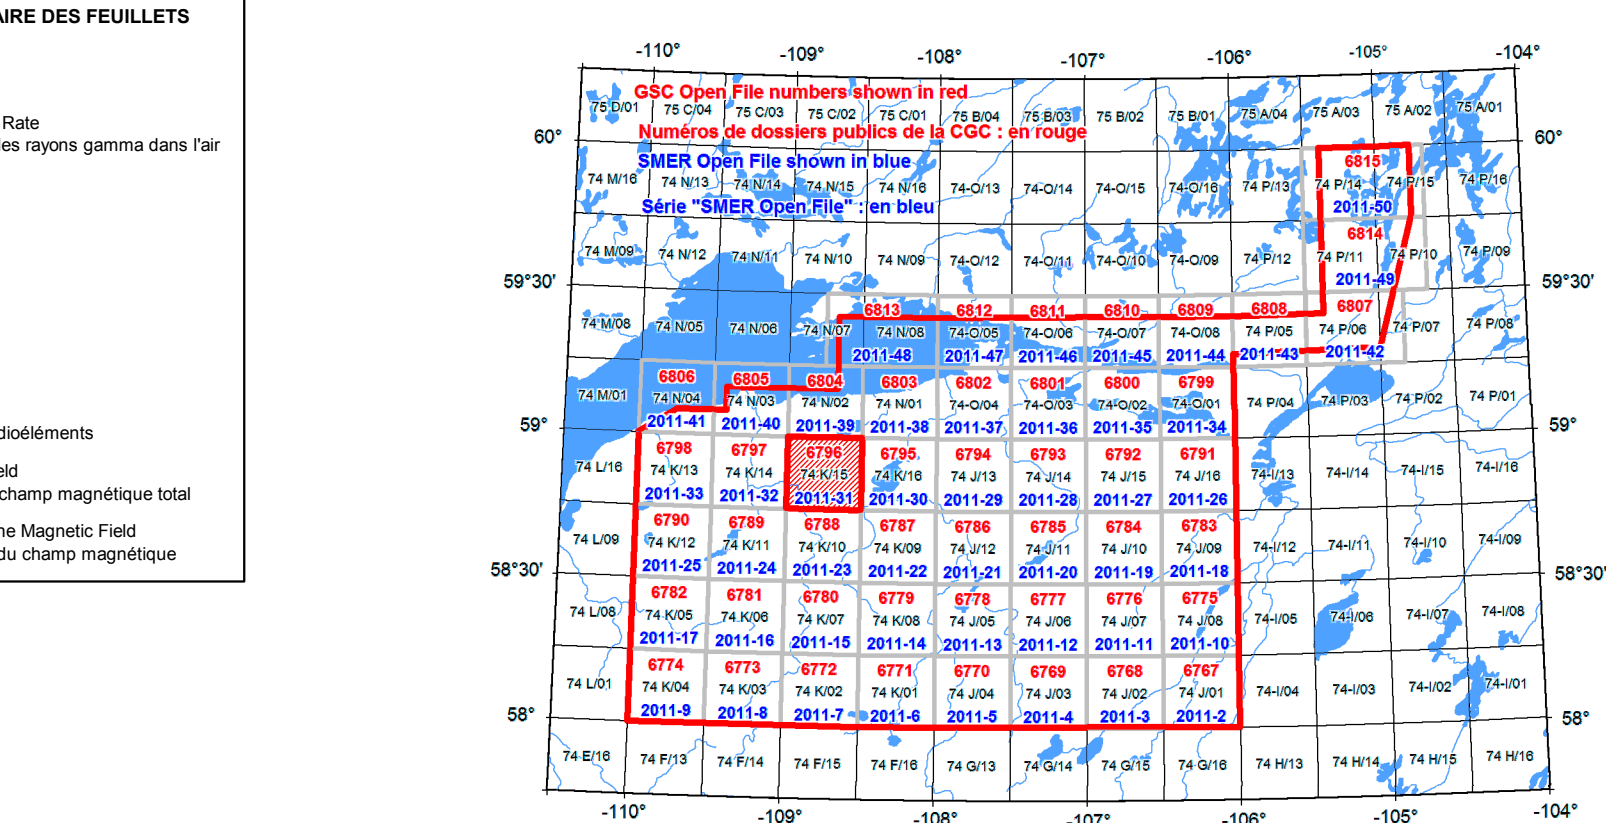 AIRE DES FEUILLETS
Rate
des rayons gamma dans l'air
dioéléments
eld
champ magnétique total
ne Magnetic Field
du champ magnétique
-110° -109° -108° -107° -106° -105° -104°
GSC Open File numbers shown in red
75 D/01 75 C/04 75 C/03 75 C/02 75 C/01 75 B/04 75 B/03 75 B/02 75 B/01 75 A/04 75 A/03 75 A/02 75 A/01
Numéros de dossiers publics de la CGC : en rouge
60° 60°
SMER Open File shown in blue
6815
74 M/16 74 N/13 74 N/14 74 N/15 74 N/16 74-O/13 74-O/14 74-O/15 74-O/16 74 P/13 74 P/14 74 P/15 74 P/16
Série "SMER Open File" : en bleu
2011-50
6814
74 M/09 74 N/12 74 N/11 74 N/10 74 N/09 74-O/12 74-O/11 74-O/10 74-O/09 74 P/12 74 P/11 74 P/10 74 P/09
2011-49
59°30' 59°30'
6813 6812 6811 6810 6809 6808 6807
74 M/08 74 N/05 74 N/06 74 N/07 74 N/08 74-O/05 74-O/06 74-O/07 74-O/08 74 P/05 74 P/06 74 P/07 74 P/08
2011-48 2011-47 2011-46 2011-45 2011-44 2011-43 2011-42
6806 6805 6804 6803 6802 6801 6800 6799
74 M/01 74 N/04 74 N/03 74 N/02 74 N/01 74-O/04 74-O/03 74-O/02 74-O/01 74 P/04 74 P/03 74 P/02 74 P/01
2011-41 2011-40 2011-39 2011-38 2011-37 2011-36 2011-35 2011-34
59° 59°
6798 6797 6796 6795 6794 6793 6792 6791
74 L/16 74 K/13 74 K/14 74 K/15 74 K/16 74 J/13 74 J/14 74 J/15 74 J/16 74-I/13 74-I/14 74-I/15 74-I/16
2011-33 2011-32 2011-31 2011-30 2011-29 2011-28 2011-27 2011-26
6790 6789 6788 6787 6786 6785 6784 6783
74 L/09 74 K/12 74 K/11 74 K/10 74 K/09 74 J/12 74 J/11 74 J/10 74 J/09 74-I/12 74-I/11 74-I/10 74-I/09
2011-25 2011-24 2011-23 2011-22 2011-21 2011-20 2011-19 2011-18
58°30' 58°30'
6782 6781 6780 6779 6778 6777 6776 6775
74 L/08 74 K/05 74 K/06 74 K/07 74 K/08 74 J/05 74 J/06 74 J/07 74 J/08 74-I/05 74-I/06 74-I/07 74-I/08
2011-17 2011-16 2011-15 2011-14 2011-13 2011-12 2011-11 2011-10
6774 6773 6772 6771 6770 6769 6768 6767
74 L/01 74 K/04 74 K/03 74 K/02 74 K/01 74 J/04 74 J/03 74 J/02 74 J/01 74-I/04 74-I/03 74-I/02 74-I/01
2011-9 2011-8 2011-7 2011-6 2011-5 2011-4 2011-3 2011-2
58° 58°
74 E/16 74 F/13 74 F/14 74 F/15 74 F/16 74 G/13 74 G/14 74 G/15 74 G/16 74 H/13 74 H/14 74 H/15 74 H/16
-110° -109° -108° -107° -106° -105° -104°